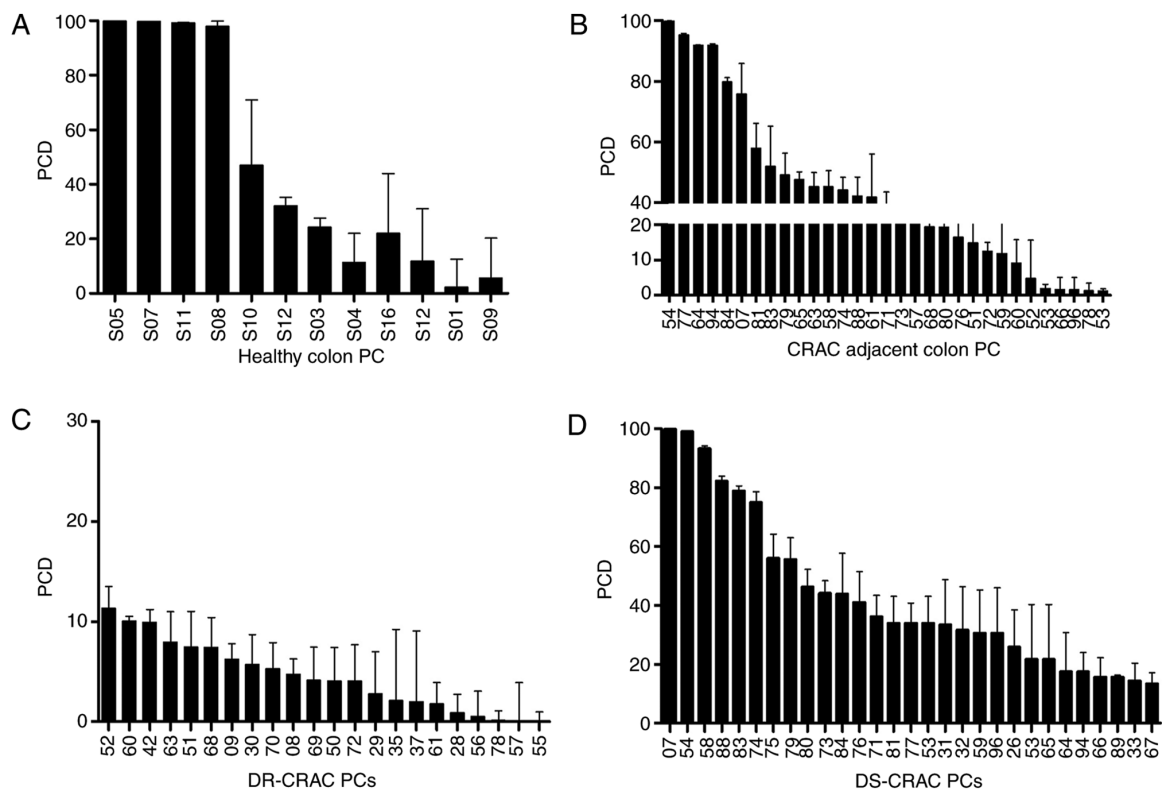 A
100
80
60
40
20
0
PCD
S05 S07 S11 S08 S10 S12 S03 S04 S16 S12 S01 S09
Healthy colon PC
B
100
80
60
40
20
10
0
PCD
54 77 64 94 84 07 81 83 79 75 65 63 58 74 88 61 71 73 57 68 80 76 51 72 59 60 52 53 66 96 78 53
CRAC adjacent colon PC
C
30
20
10
0
PCD
52 60 42 63 51 68 09 30 70 08 69 50 72 29 35 37 61 28 56 78 57 55
DR-CRAC PCs
D
100
80
60
40
20
0
PCD
07 54 58 88 83 74 75 79 80 73 84 76 71 81 77 53 31 32 59 96 26 53 65 64 94 66 89 33 67
DS-CRAC PCs